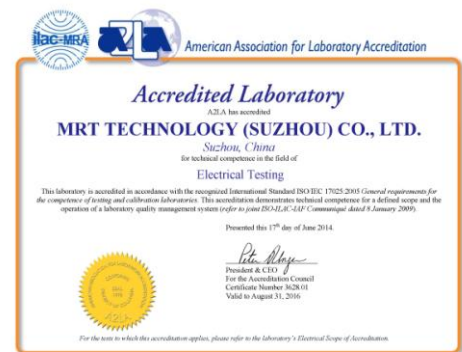 ilac-MRA
A2LA
American Association for Laboratory Accreditation
Accredited Laboratory
A2LA has accredited
MRT TECHNOLOGY (SUZHOU) CO., LTD.
Suzhou, China
for technical competence in the field of
Electrical Testing
This laboratory is accredited in accordance with the recognized International Standard ISO/IEC 17025:2005 General requirements for
the competence of testing and calibration laboratories. This accreditation demonstrates technical competence for a defined scope and the
operation of a laboratory quality management system (refer to joint ISO-ILAC-IAF Communiqué dated 8 January 2009).
Presented this 17th day of June 2014.
President & CEO
For the Accreditation Council
Certificate Number 3628.01
Valid to August 31, 2016
A2LA
For the tests to which this accreditation applies, please refer to the laboratory's Electrical Scope of Accreditation.